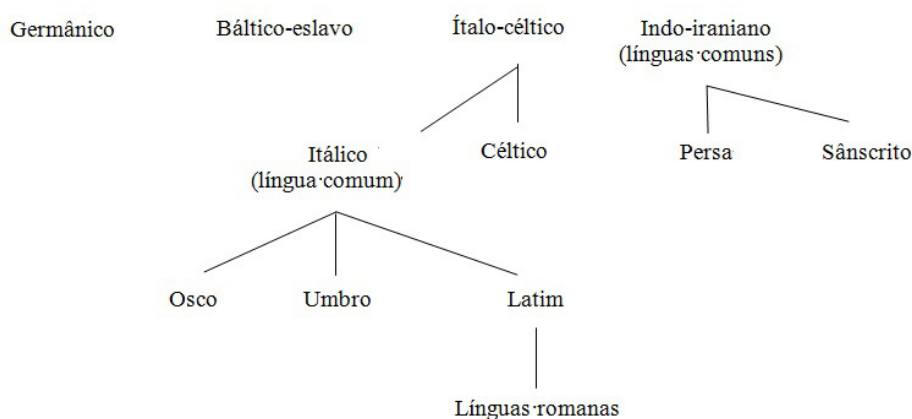 Germânico Báltico-eslavo Ítalo-céltico Indo-iraniano
(línguas·comuns)
Itálico Céltico Persa Sânscrito
(língua·comum)
Osco Umbro Latim
Línguas·romanas